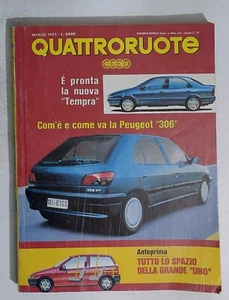 MARZO 1993 - L. 6000
QUATTRORUOTE
È pronta
la nuova
"Tempra"
Com'è e come va la Peugeot "306"
Anteprima
TUTTO LO SPAZIO
DELLA GRANDE "UNO"